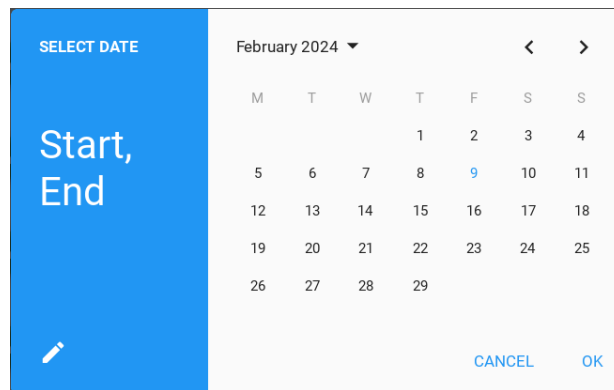 SELECT DATE
Start,
End
February 2024
M T W T F S S
1 2 3 4
5 6 7 8 9 10 11
12 13 14 15 16 17 18
19 20 21 22 23 24 25
26 27 28 29
CANCEL OK